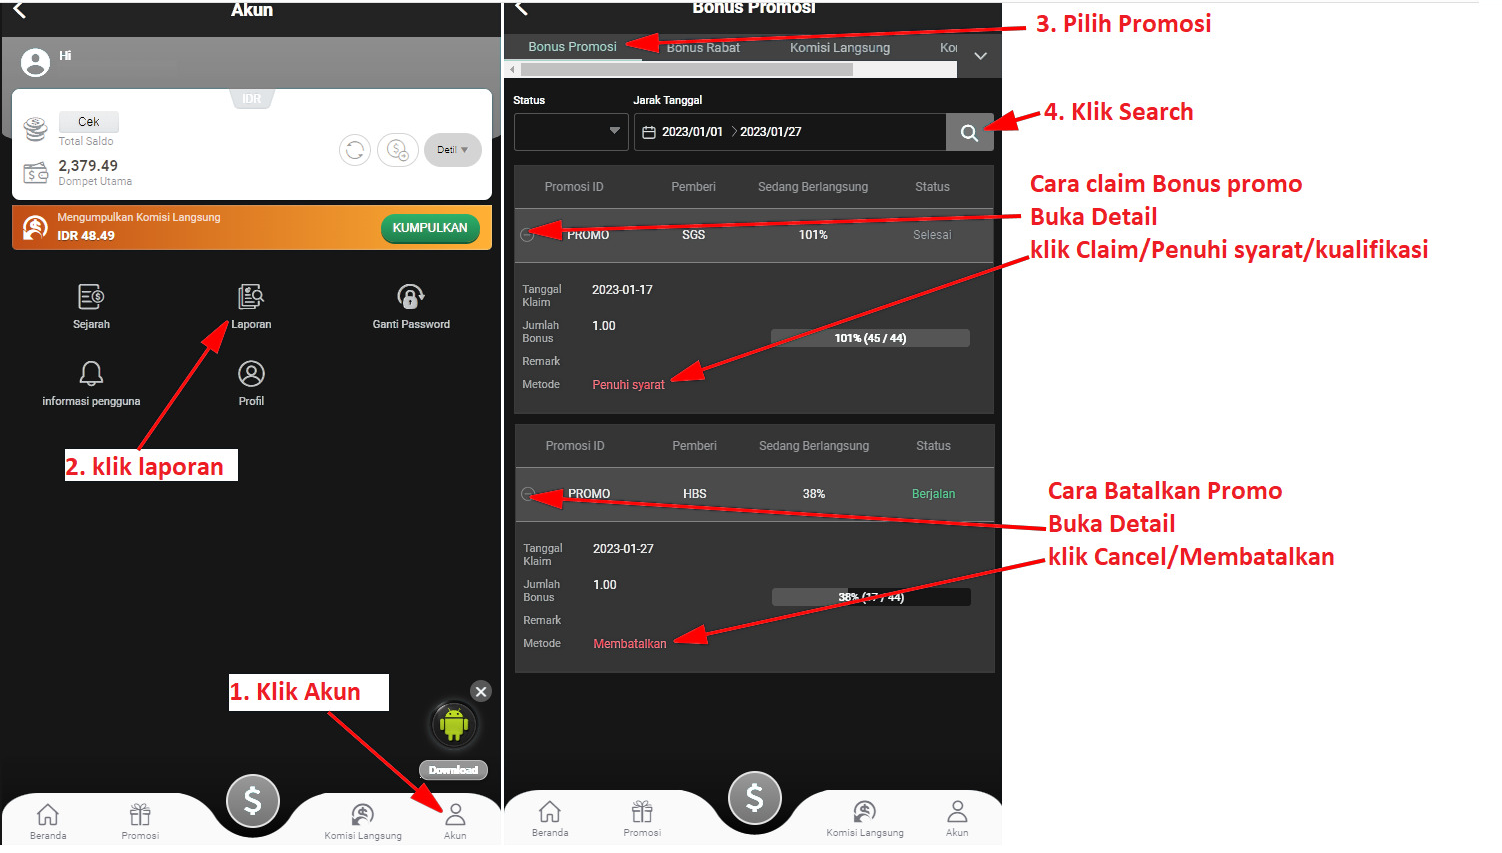 Akun
Hi
IDR
Cek
Total Saldo
2,379.49
Dompet Utama
Detil
Mengumpulkan Komisi Langsung
IDR 48.49
KUMPULKAN
Sejarah
Laporan
Ganti Password
informasi pengguna
Profil
2. klik laporan
1. Klik Akun
Download
Beranda
Promosi
$
Komisi Langsung
Akun
Bonus Promosi
Bonus Promosi
Bonus Rabat
Komisi Langsung
Status
Jarak Tanggal
2023/01/01
2023/01/27
Promosi ID
Pemberi
Sedang Berlangsung
Status
PROMO
SGS
101%
Selesai
Tanggal
Klaim
2023-01-17
Jumlah
Bonus
1.00
101% (45 / 44)
Remark
Metode
Penuhi syarat
Promosi ID
Pemberi
Sedang Berlangsung
Status
PROMO
HBS
38%
Berjalan
Tanggal
Klaim
2023-01-27
Jumlah
Bonus
1.00
38% (17 / 44)
Remark
Metode
Membatalkan
Beranda
Promosi
$
Komisi Langsung
Akun
3. Pilih Promosi
4. Klik Search
Cara claim Bonus promo
Buka Detail
klik Claim/Penuhi syarat/kualifikasi
Cara Batalkan Promo
Buka Detail
klik Cancel/Membatalkan